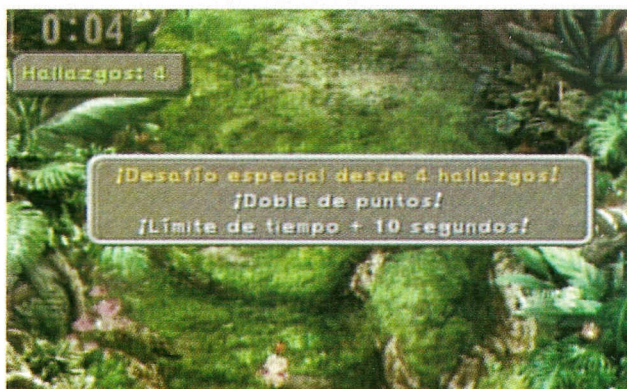 0:04
Hallazgos: 4
¡Desafío especial desde 4 hallazgos!
¡Doble de puntos!
¡Límite de tiempo + 10 segundos!